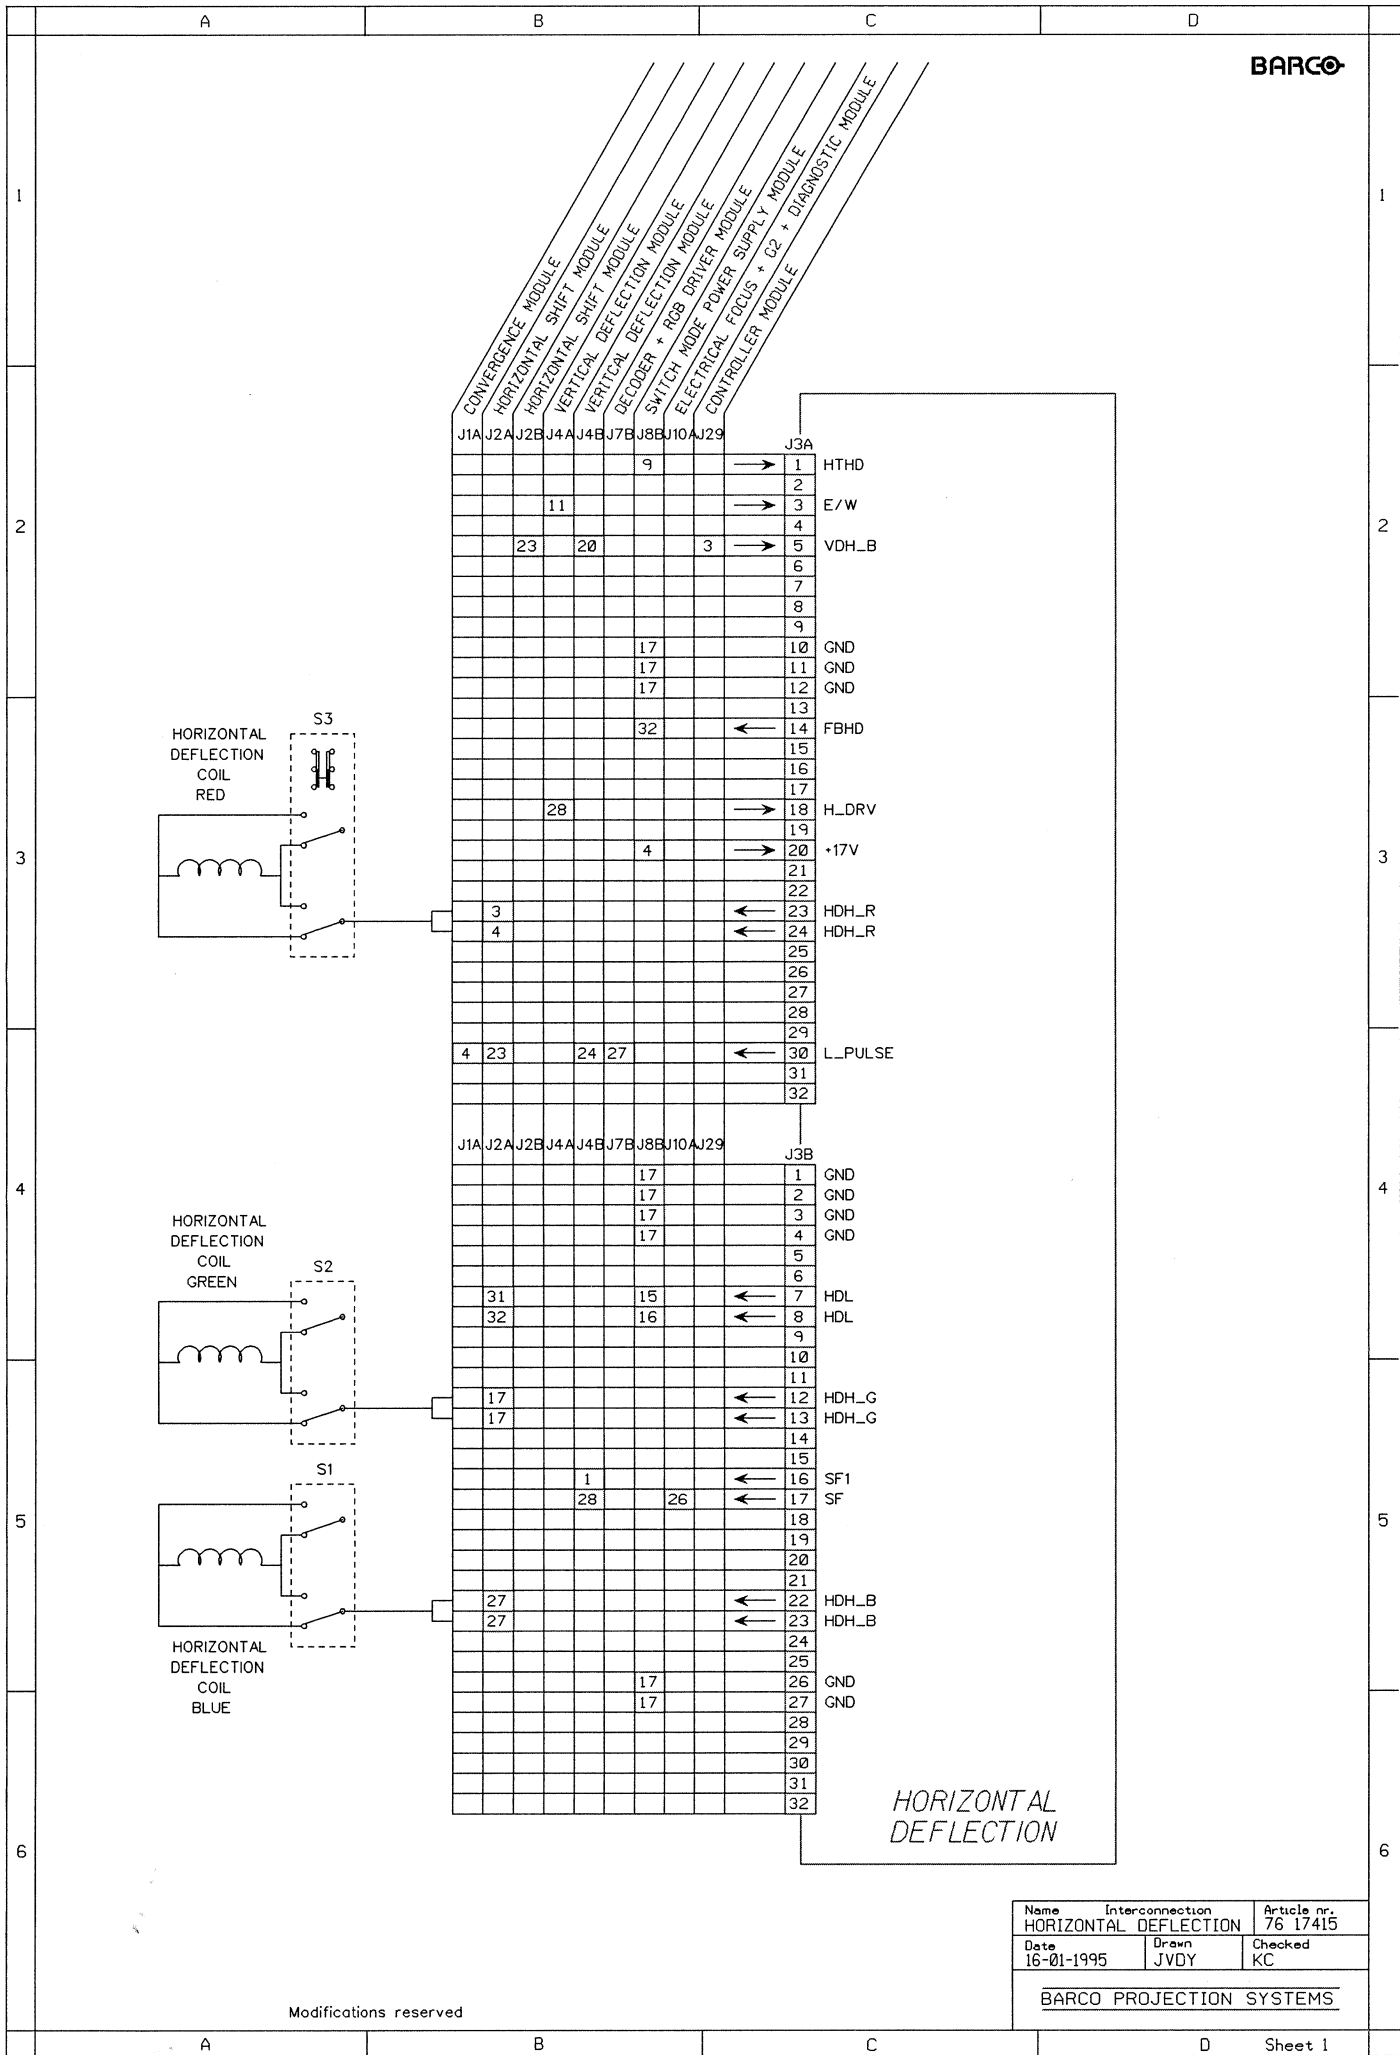 A B C D
BARCO
1 1
CONVERGENCE MODULE
HORIZONTAL SHIFT MODULE
HORIZONTAL SHIFT MODULE
VERTICAL DEFLECTION MODULE
VERITCAL DEFLECTION MODULE
DECODER + RGB DRIVER MODULE
SWITCH MODE POWER SUPPLY MODULE
ELECTRICAL FOCUS + G2 + DIAGNOSTIC MODULE
CONTROLLER MODULE
J1A J2A J2B J4A J4B J7B J8B J10A J29
J3A
9 1 HTHD
2
11 3 E/W
2 4 2
23 20 3 5 VDH_B
6
7
8
9
17 10 GND
17 11 GND
17 12 GND
13
32 14 FBHD
15
16
17
28 18 H_DRV
19
4 20 +17V
21
22
3 23 HDH_R
4 24 HDH_R
25
26
27
28
29
4 23 24 27 30 L_PULSE
31
32
S3
HORIZONTAL
DEFLECTION
COIL
RED
3 3
J1A J2A J2B J4A J4B J7B J8B J10A J29
J3B
17 1 GND
4 17 2 GND 4
17 3 GND
17 4 GND
5
6
31 15 7 HDL
32 16 8 HDL
9
10
11
17 12 HDH_G
17 13 HDH_G
14
15
1 16 SF1
28 26 17 SF
18
5 19 5
20
21
27 22 HDH_B
27 23 HDH_B
24
25
17 26 GND
17 27 GND
28
29
30
31
32
HORIZONTAL
DEFLECTION
COIL
GREEN
S2
S1
HORIZONTAL
DEFLECTION
COIL
BLUE
HORIZONTAL
DEFLECTION
6 6
Name Interconnection Article nr.
HORIZONTAL DEFLECTION 76 17415
Date Drawn Checked
16-01-1995 JVDY KC
BARCO PROJECTION SYSTEMS
Modifications reserved
A B C D Sheet 1